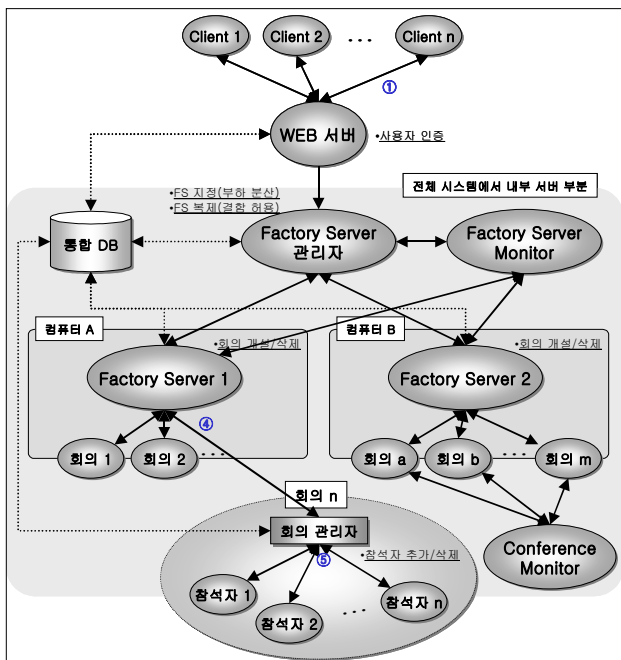 Client 1
Client 2
...
Client n
①
WEB 서버
•사용자 인증
•FS 지정(부하 분산)
•FS 복제(결함 허용)
전체 시스템에서 내부 서버 부분
통합 DB
Factory Server
관리자
Factory Server
Monitor
컴퓨터 A
•회의 개설/삭제
컴퓨터 B
•회의 개설/삭제
Factory Server 1
Factory Server 2
④
회의 1
회의 2
...
회의 a
회의 b
...
회의 m
회의 n
회의 관리자
⑤
•참석자 추가/삭제
Conference
Monitor
참석자 1
참석자 2
...
참석자 n